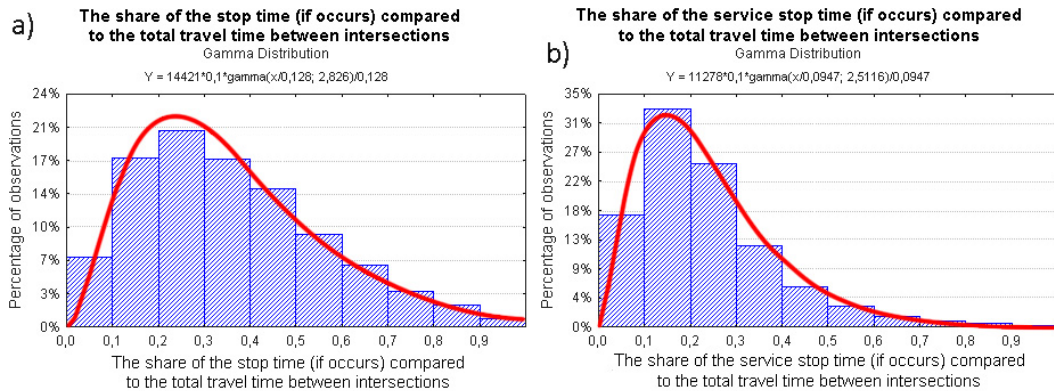 a)
The share of the stop time (if occurs) compared
to the total travel time between intersections
Gamma Distribution
Y = 14421*0,1*gamma(x/0,128; 2,826)/0,128
24%
21%
17%
14%
10%
7%
3%
0%
Percentage of observations
0,0 0,1 0,2 0,3 0,4 0,5 0,6 0,7 0,8 0,9
The share of the stop time (if occurs) compared
to the total travel time between intersections
b)
The share of the service stop time (if occurs) compared
to the total travel time between intersections
Gamma Distribution
Y = 11278*0,1*gamma(x/0,0947; 2,5116)/0,0947
35%
31%
27%
22%
18%
13%
9%
4%
0%
Percentage of observations
0,0 0,1 0,2 0,3 0,4 0,5 0,6 0,7 0,8 0,9
The share of the service stop time (if occurs) compared
to the total travel time between intersections